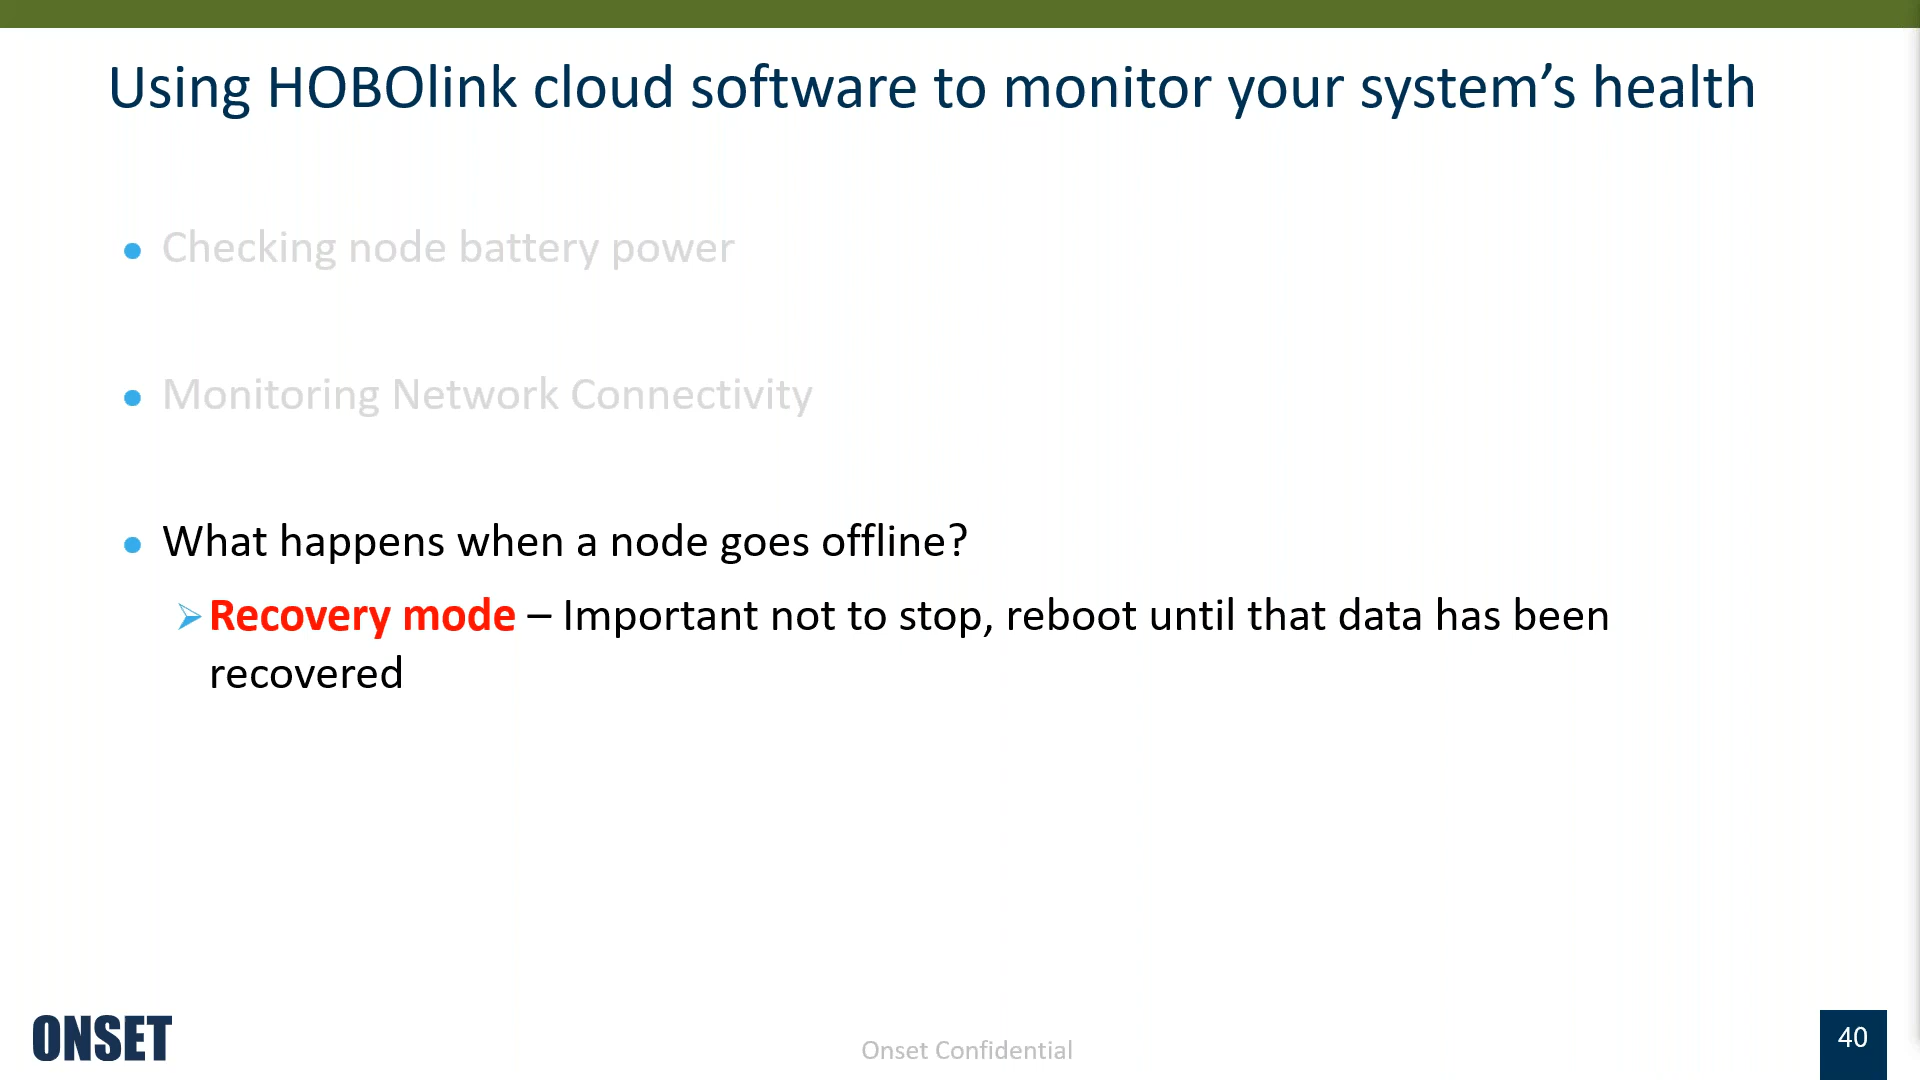 Using HOBOlink cloud software to monitor your system’s health
• Checking node battery power
• Monitoring Network Connectivity
• What happens when a node goes offline?
➢ Recovery mode – Important not to stop, reboot until that data has been
recovered
ONSET
Onset Confidential
40